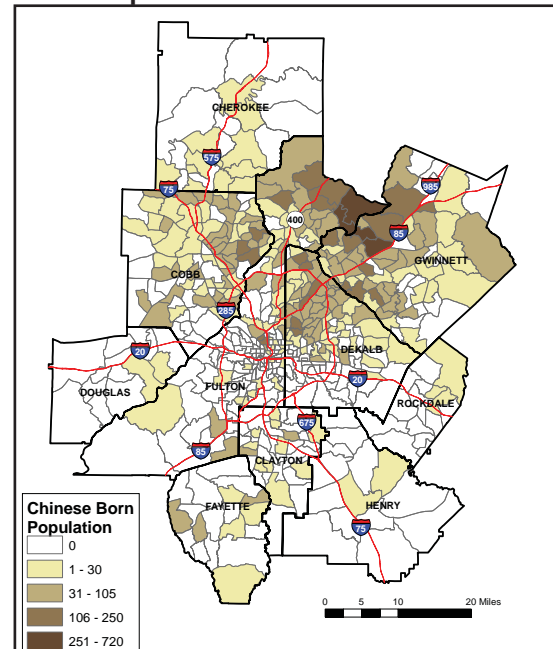 CHEROKEE
575
75
985
400
85
GWINNETT
COBB
285
20
DEKALB
DOUGLAS
FULTON
20
ROCKDALE
675
85
CLAYTON
FAYETTE
HENRY
75
Chinese Born
Population
0
1 - 30
31 - 105
106 - 250
251 - 720
0 5 10 20 Miles